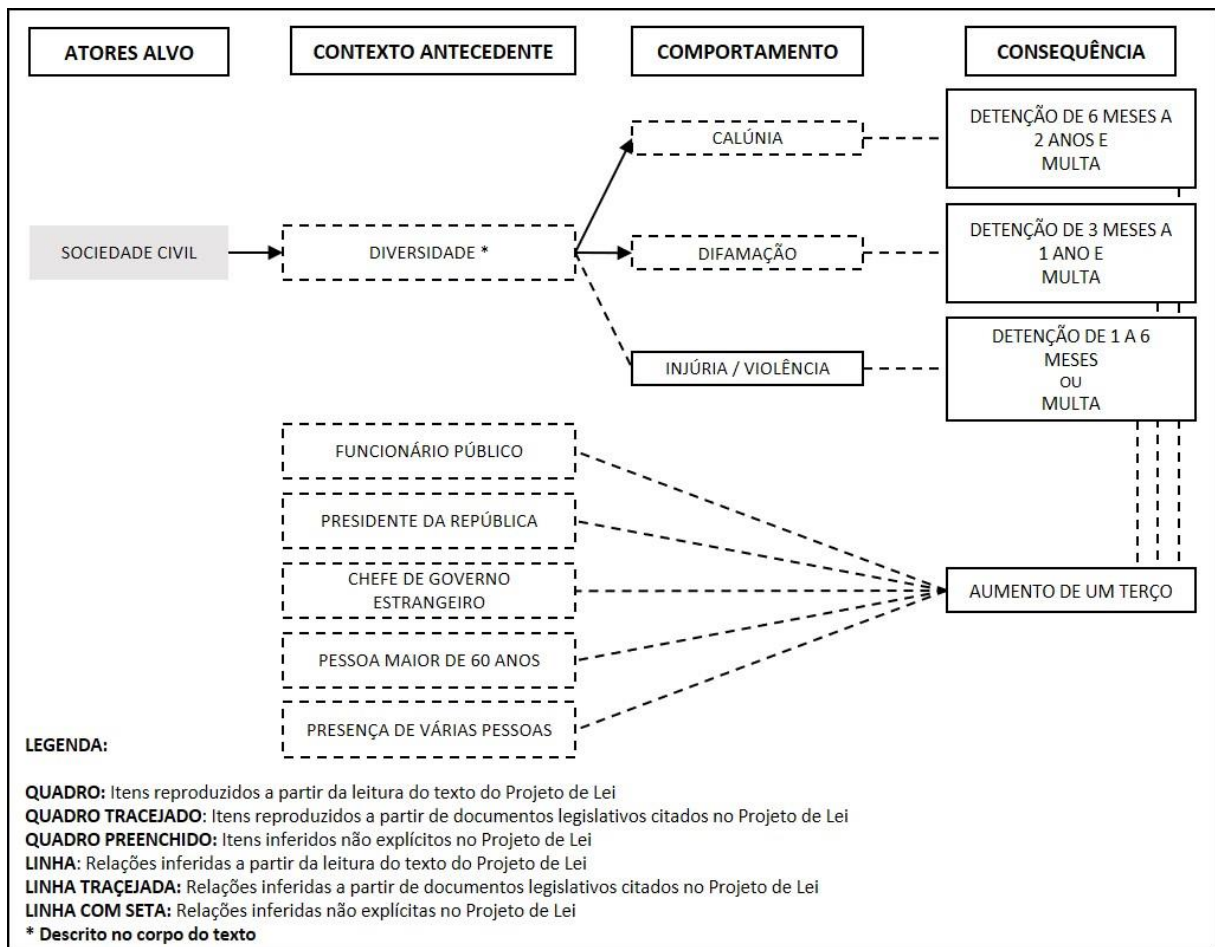 ATORES ALVO
CONTEXTO ANTECEDENTE
COMPORTAMENTO
CONSEQUÊNCIA
SOCIEDADE CIVIL
DIVERSIDADE *
CALÚNIA
DETENÇÃO DE 6 MESES A
2 ANOS E
MULTA
DIFAMAÇÃO
DETENÇÃO DE 3 MESES A
1 ANO E
MULTA
INJÚRIA / VIOLÊNCIA
DETENÇÃO DE 1 A 6
MESES
OU
MULTA
FUNCIONÁRIO PÚBLICO
PRESIDENTE DA REPÚBLICA
CHEFE DE GOVERNO
ESTRANGEIRO
PESSOA MAIOR DE 60 ANOS
PRESENÇA DE VÁRIAS PESSOAS
AUMENTO DE UM TERÇO
LEGENDA:
QUADRO: Itens reproduzidos a partir da leitura do texto do Projeto de Lei
QUADRO TRACEJADO: Itens reproduzidos a partir de documentos legislativos citados no Projeto de Lei
QUADRO PREENCHIDO: Itens inferidos não explícitos no Projeto de Lei
LINHA: Relações inferidas a partir da leitura do texto do Projeto de Lei
LINHA TRAÇEJADA: Relações inferidas a partir de documentos legislativos citados no Projeto de Lei
LINHA COM SETA: Relações inferidas não explícitas no Projeto de Lei
* Descrito no corpo do texto